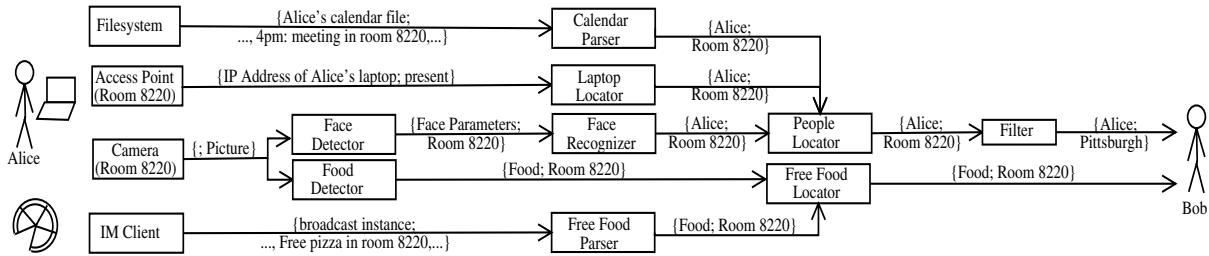 Filesystem
{Alice's calendar file;
..., 4pm: meeting in room 8220,...}
Calendar
Parser
{Alice;
Room 8220}
Access Point
(Room 8220)
{IP Address of Alice's laptop; present}
Laptop
Locator
{Alice;
Room 8220}
Alice
Camera
(Room 8220)
{; Picture}
Face
Detector
{Face Parameters;
Room 8220}
Face
Recognizer
{Alice;
Room 8220}
People
Locator
{Alice;
Room 8220}
Filter
{Alice;
Pittsburgh}
Food
Detector
{Food; Room 8220}
Free Food
Locator
{Food; Room 8220}
Bob
IM Client
{broadcast instance;
..., Free pizza in room 8220,...}
Free Food
Parser
{Food; Room 8220}